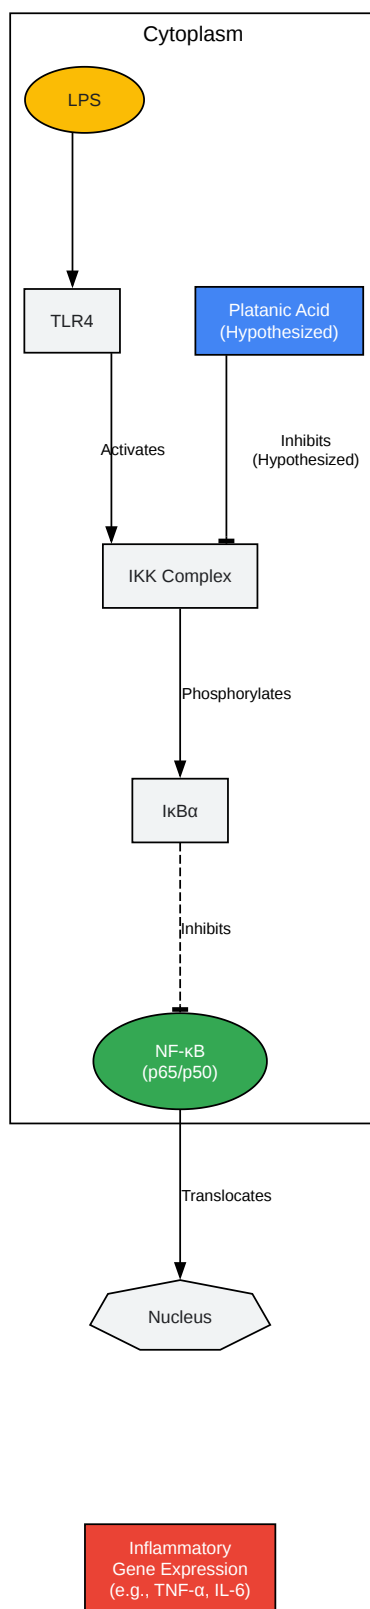 Cytoplasm
LPS
TLR4
Platanic Acid
(Hypothesized)
Activates
Inhibits
(Hypothesized)
IKK Complex
Phosphorylates
IκBα
Inhibits
NF-κB
(p65/p50)
Translocates
Nucleus
Inflammatory
Gene Expression
(e.g., TNF-α, IL-6)